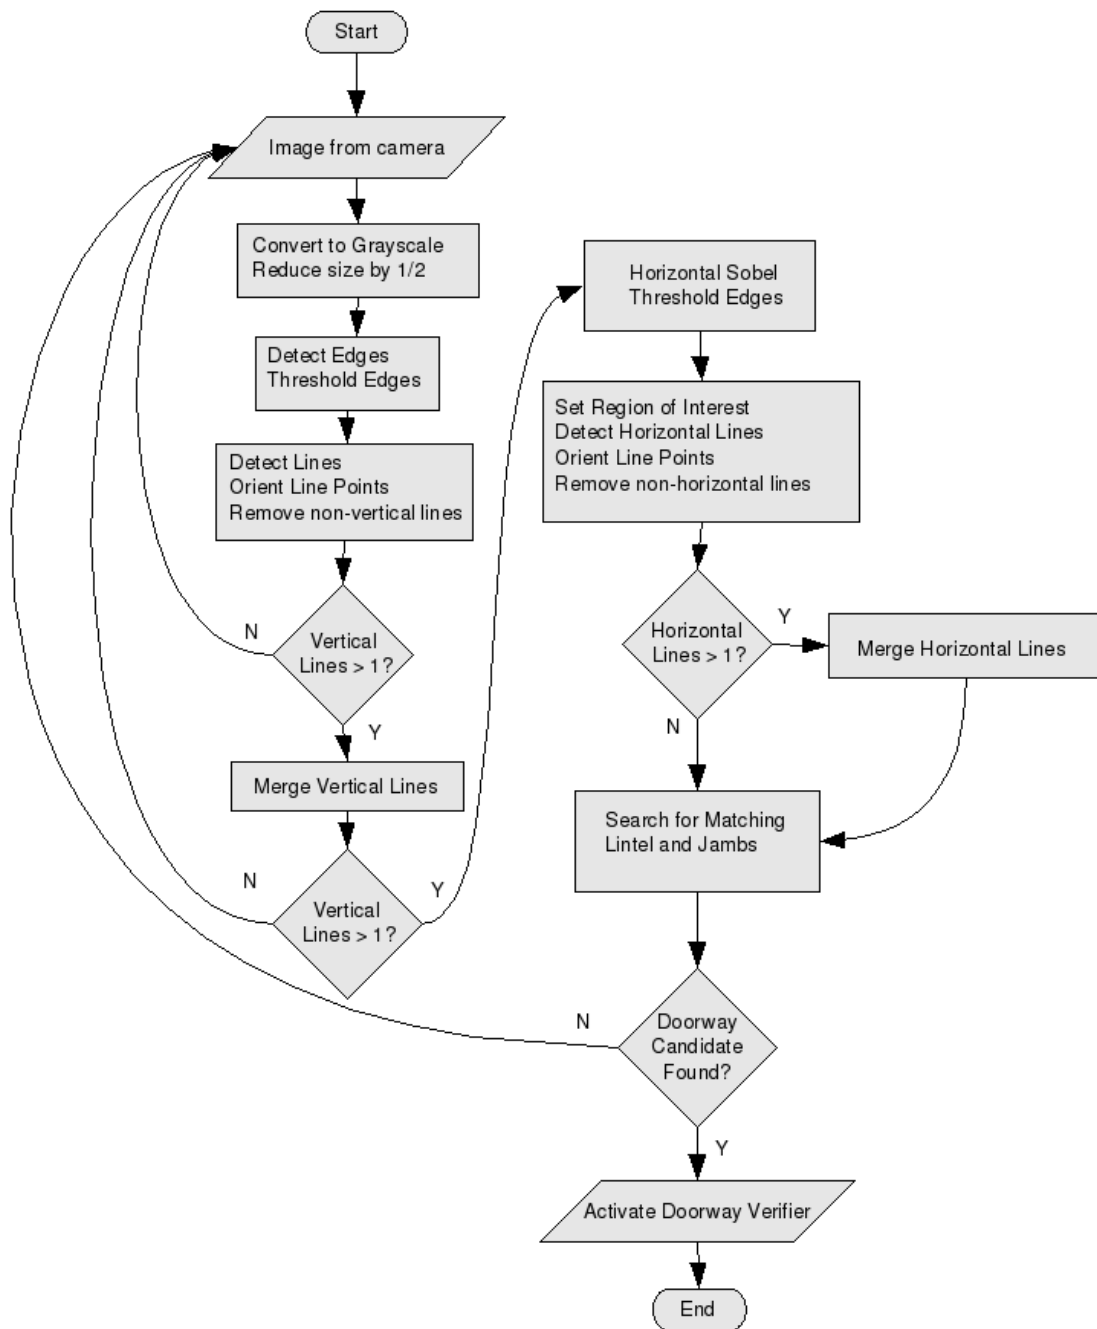 Start
Image from camera
Convert to Grayscale
Reduce size by 1/2
Detect Edges
Threshold Edges
Detect Lines
Orient Line Points
Remove non-vertical lines
N
Vertical
Lines > 1?
Y
Merge Vertical Lines
N
Vertical
Lines > 1?
Y
Horizontal Sobel
Threshold Edges
Set Region of Interest
Detect Horizontal Lines
Orient Line Points
Remove non-horizontal lines
Horizontal
Lines > 1?
Y
Merge Horizontal Lines
N
Search for Matching
Lintel and Jambs
N
Doorway
Candidate
Found?
Y
Activate Doorway Verifier
End